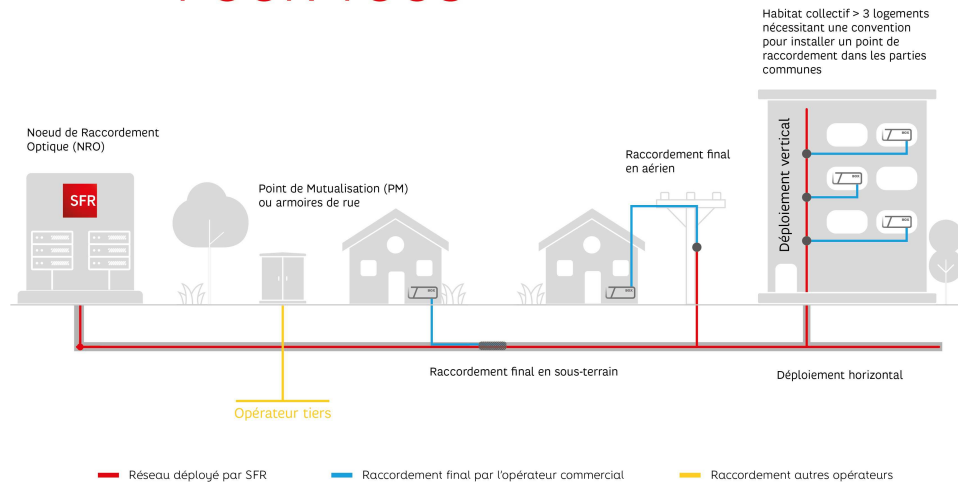 Habitat collectif > 3 logements
nécessitant une convention
pour installer un point de
raccordement dans les parties
communes
Noeud de Raccordement
Optique (NRO)
SFR
Point de Mutualisation (PM)
ou armoires de rue
Raccordement final
en aérien
Déploiement vertical
Raccordement final en sous-terrain
Déploiement horizontal
Opérateur tiers
Réseau déployé par SFR
Raccordement final par l'opérateur commercial
Raccordement autres opérateurs